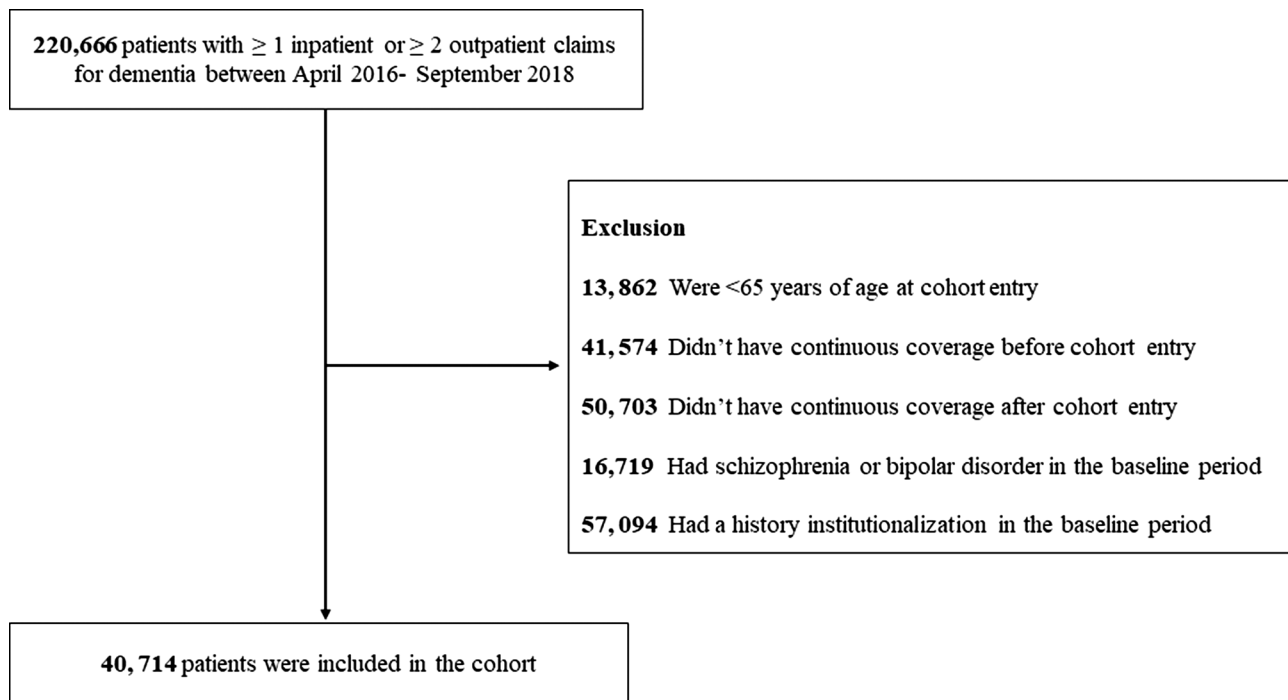 220,666 patients with ≥ 1 inpatient or ≥ 2 outpatient claims
for dementia between April 2016- September 2018
Exclusion
13,862 Were <65 years of age at cohort entry
41,574 Didn't have continuous coverage before cohort entry
50,703 Didn't have continuous coverage after cohort entry
16,719 Had schizophrenia or bipolar disorder in the baseline period
57,094 Had a history institutionalization in the baseline period
40,714 patients were included in the cohort